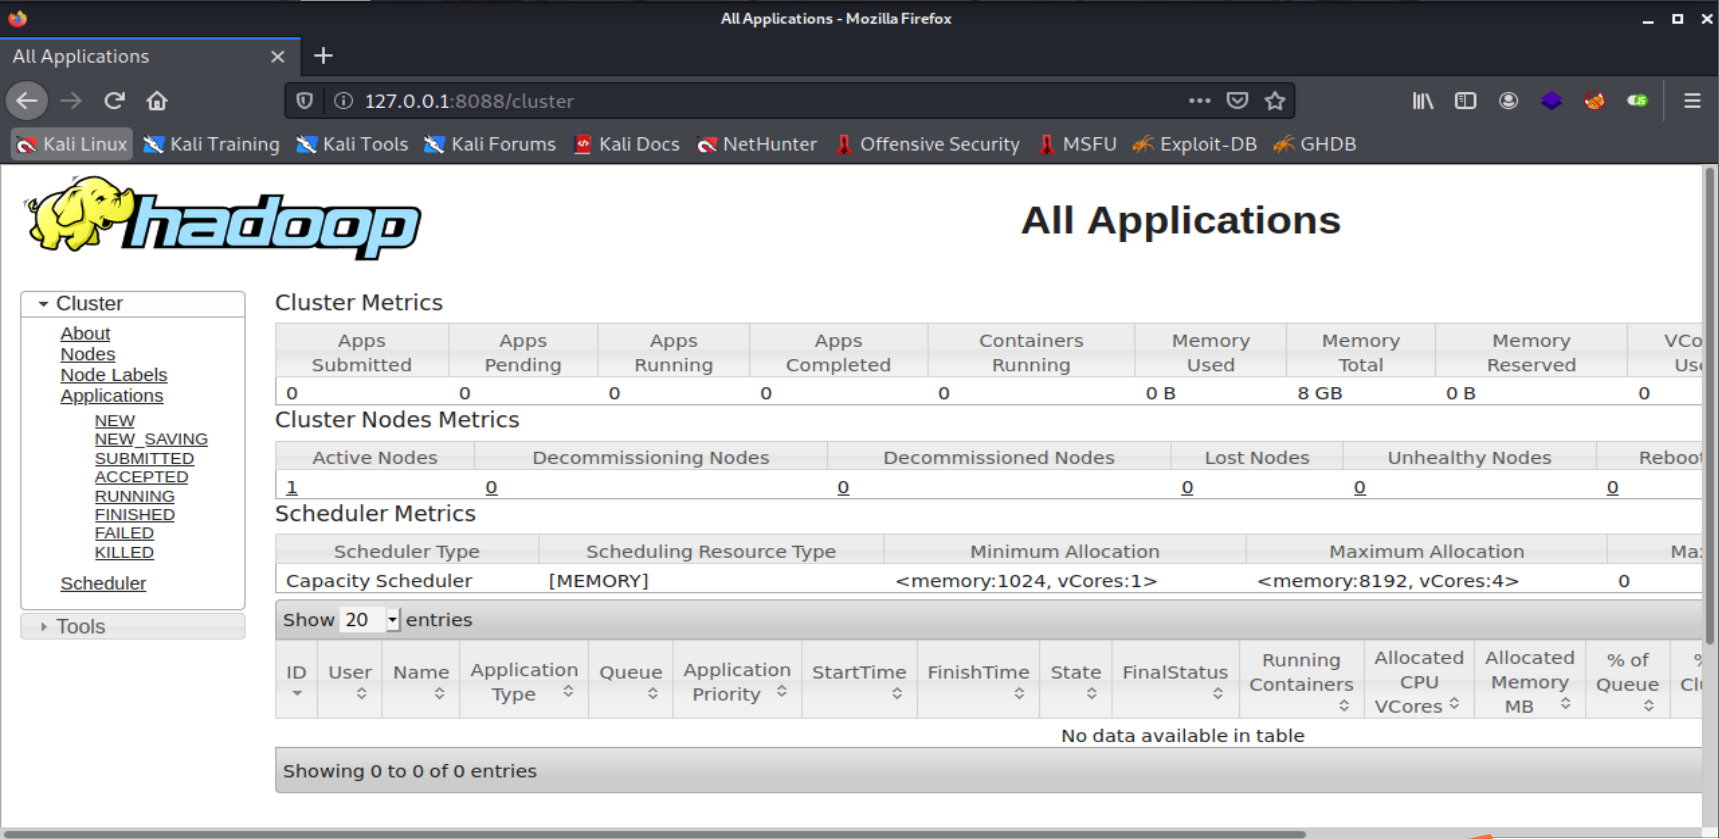 All Applications - Mozilla Firefox
All Applications
127.0.0.1:8088/cluster
Kali Linux Kali Training Kali Tools Kali Forums Kali Docs NetHunter Offensive Security MSFU Exploit-DB GHDB
hadoop
All Applications
Cluster
About
Nodes
Node Labels
Applications
NEW
NEW_SAVING
SUBMITTED
ACCEPTED
RUNNING
FINISHED
FAILED
KILLED
Scheduler
Tools
Cluster Metrics
Apps Submitted Apps Pending Apps Running Apps Completed Containers Running Memory Used Memory Total Memory Reserved
0 0 0 0 0 0 B 8 GB 0 B 0
Cluster Nodes Metrics
Active Nodes Decommissioning Nodes Decommissioned Nodes Lost Nodes Unhealthy Nodes Reboot
1 0 0 0 0 0
Scheduler Metrics
Scheduler Type Scheduling Resource Type Minimum Allocation Maximum Allocation
Capacity Scheduler [MEMORY] <memory:1024, vCores:1> <memory:8192, vCores:4> 0
Show 20 entries
ID User Name Application Type Queue Application Priority StartTime FinishTime State FinalStatus Running Containers Allocated CPU VCores Allocated Memory MB % of Queue
No data available in table
Showing 0 to 0 of 0 entries